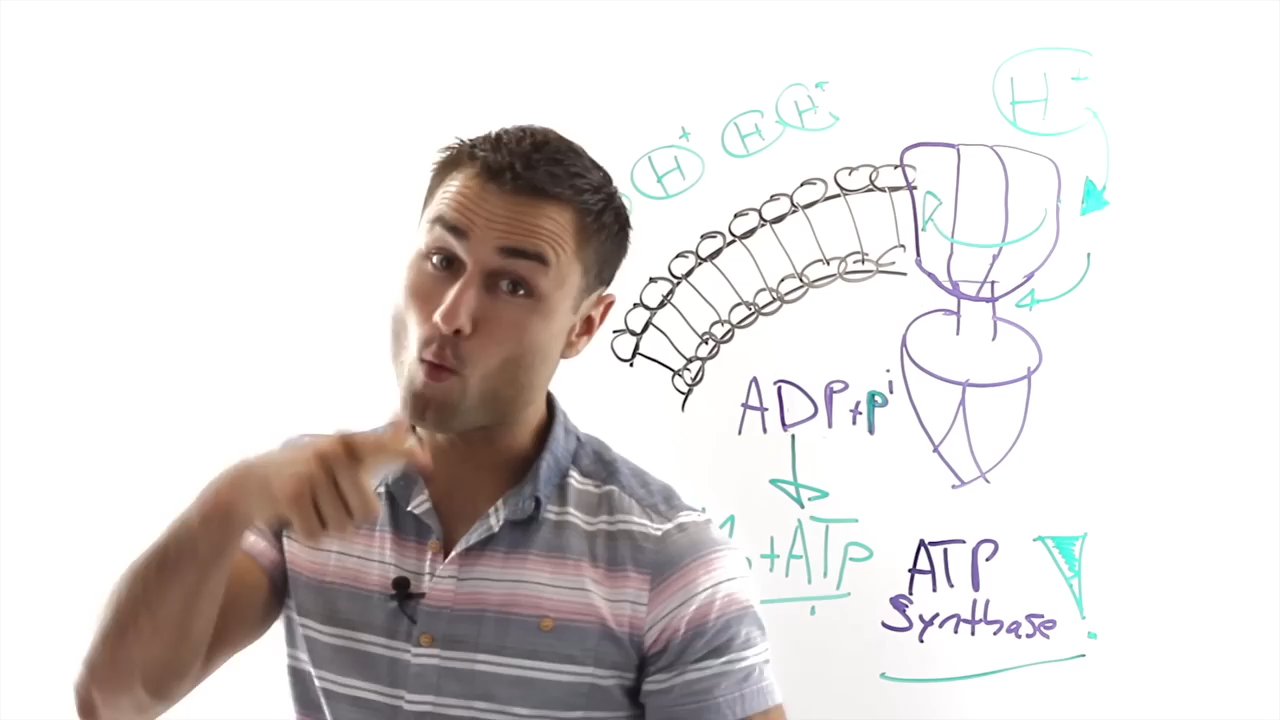 H+
H+
H
H+
ADP+pi
+ATP
ATP
Synthase